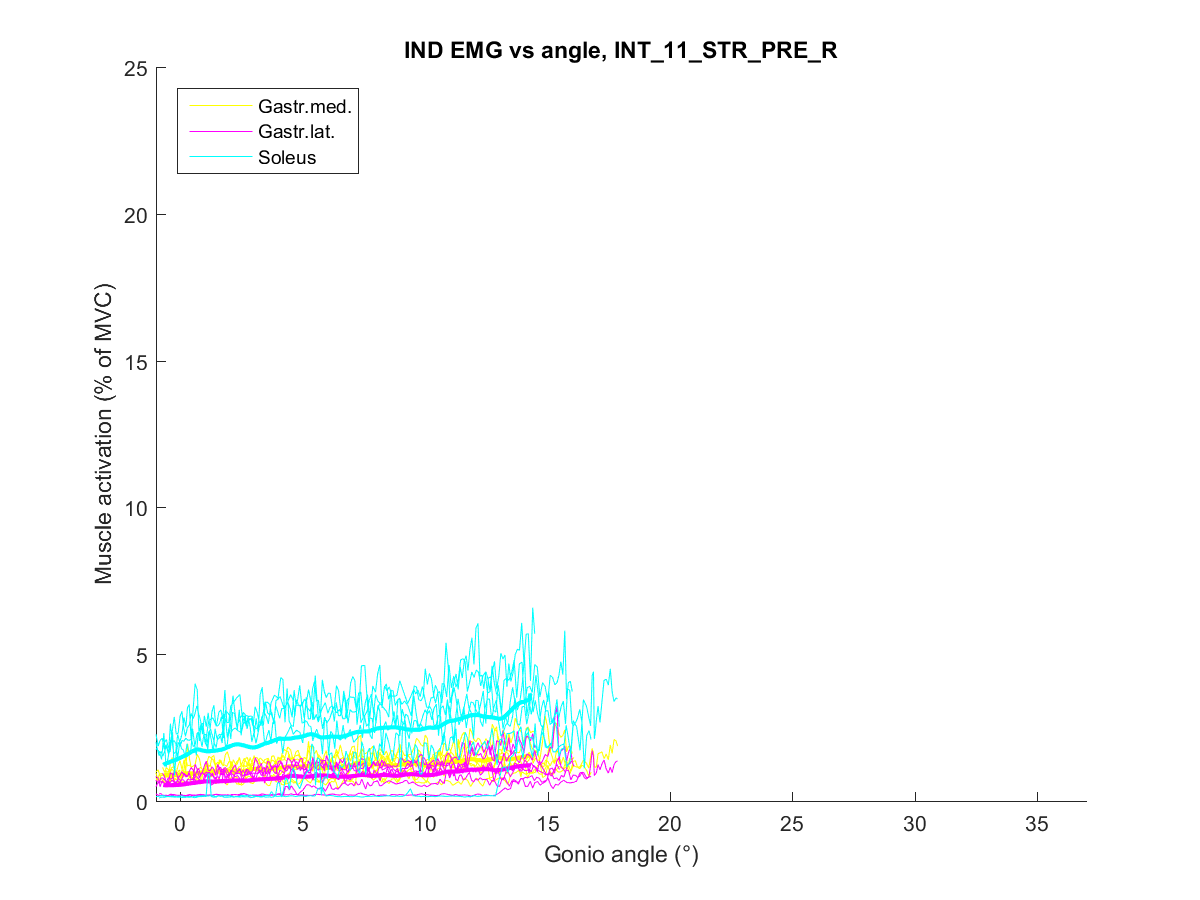 IND EMG vs angle, INT_11_STR_PRE_R
25
20
15
10
5
0
Muscle activation (% of MVC)
Gastr.med.
Gastr.lat.
Soleus
0 5 10 15 20 25 30 35
Gonio angle (°)